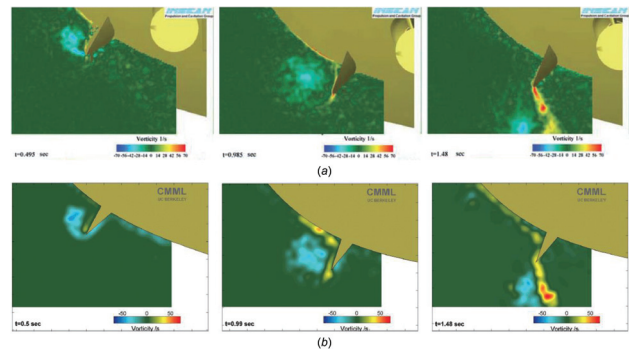 INSEAN
Propulsion and Cavitation Group
Vorticity 1/s
-70-56-42-28-14 0 14 28 42 56 70
t=0.495 sec
INSEAN
Propulsion and Cavitation Group
Vorticity 1/s
-70-56-42-28-14 0 14 28 42 56 70
t=0.985 sec
INSEAN
Propulsion and Cavitation Group
Vorticity 1/s
-70-56-42-28-14 0 14 28 42 56 70
t=1.48 sec
(a)
CMML
UC BERKELEY
-50 0 50
t=0.5 sec
Vorticity /s
CMML
UC BERKELEY
-50 0 50
t=0.99 sec
Vorticity /s
CMML
UC BERKELEY
-50 0 50
t=1.48 sec
Vorticity /s
(b)